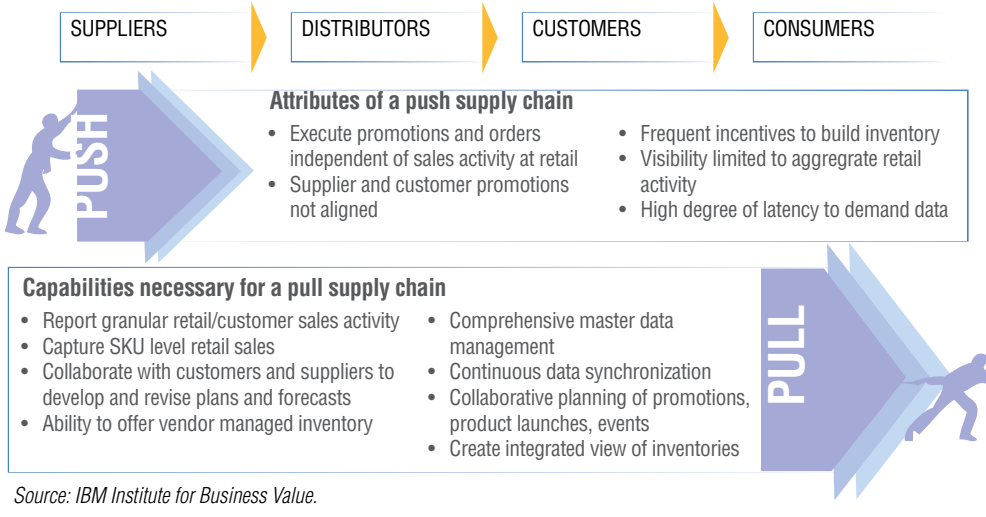 SUPPLIERS
DISTRIBUTORS
CUSTOMERS
CONSUMERS
PUSH
Attributes of a push supply chain
• Execute promotions and orders
independent of sales activity at retail
• Supplier and customer promotions
not aligned
• Frequent incentives to build inventory
• Visibility limited to aggregrate retail
activity
• High degree of latency to demand data
Capabilities necessary for a pull supply chain
• Report granular retail/customer sales activity
• Capture SKU level retail sales
• Collaborate with customers and suppliers to
develop and revise plans and forecasts
• Ability to offer vendor managed inventory
• Comprehensive master data
management
• Continuous data synchronization
• Collaborative planning of promotions,
product launches, events
• Create integrated view of inventories
PULL
Source: IBM Institute for Business Value.